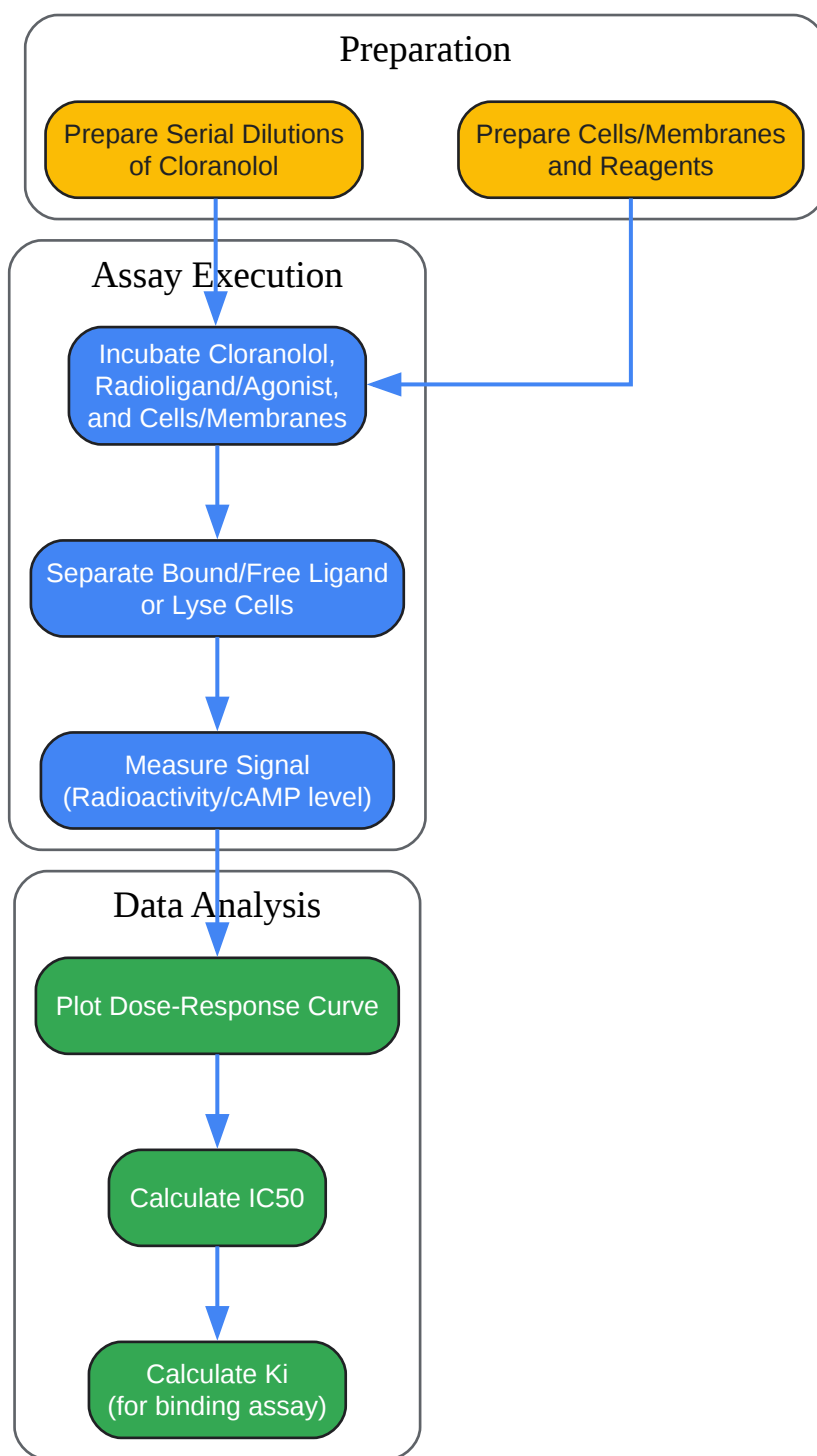 Preparation
Prepare Serial Dilutions
of Cloranolol
Prepare Cells/Membranes
and Reagents
Assay Execution
Incubate Cloranolol,
Radioligand/Agonist,
and Cells/Membranes
Separate Bound/Free Ligand
or Lyse Cells
Measure Signal
(Radioactivity/cAMP level)
Data Analysis
Plot Dose-Response Curve
Calculate IC50
Calculate Ki
(for binding assay)